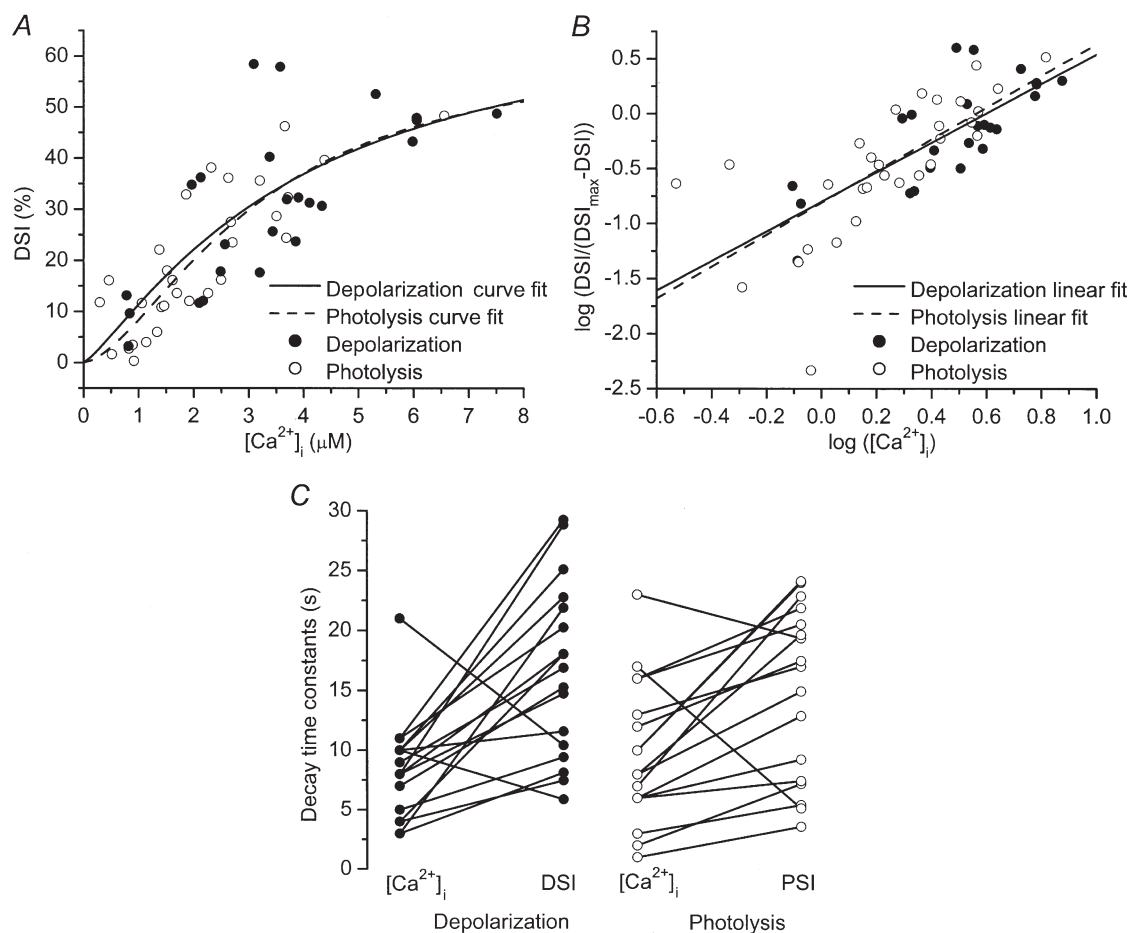 A
60
50
40
30
20
10
0
DSI (%)
Depolarization curve fit
Photolysis curve fit
Depolarization
Photolysis
0 1 2 3 4 5 6 7 8
[Ca2+]i (µM)
B
0.5
0.0
-0.5
-1.0
-1.5
-2.0
-2.5
log (DSI/(DSImax-DSI))
Depolarization linear fit
Photolysis linear fit
Depolarization
Photolysis
-0.6 -0.4 -0.2 0.0 0.2 0.4 0.6 0.8 1.0
log ([Ca2+]i)
C
30
25
20
15
10
5
0
Decay time constants (s)
[Ca2+]i DSI [Ca2+]i PSI
Depolarization Photolysis